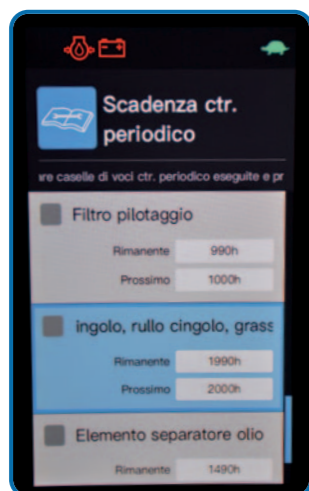 Scadenza ctr.
periodico
re caselle di voci ctr. periodico eseguite e pr
Filtro pilotaggio
Rimanente 990h
Prossimo 1000h
ingolo, rullo cingolo, grass
Rimanente 1990h
Prossimo 2000h
Elemento separatore olio
Rimanente 1490h